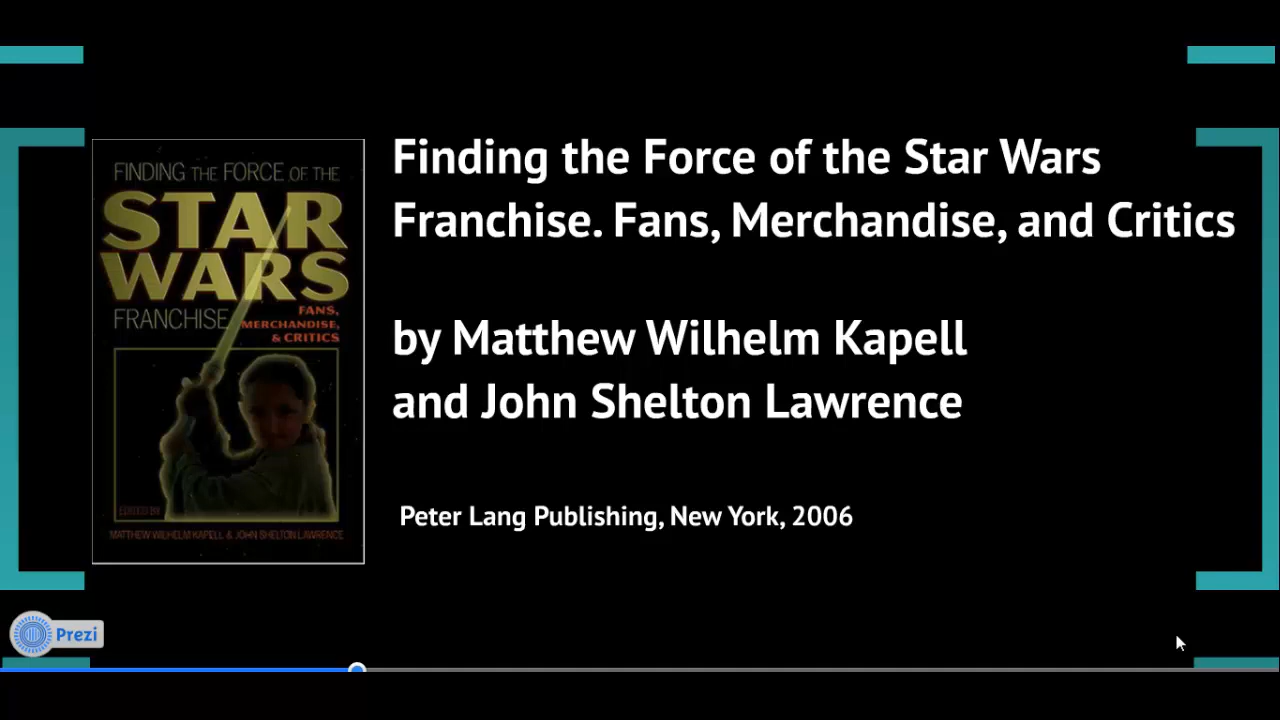 FINDING THE FORCE OF THE
STAR
WARS
FRANCHISE
FANS,
MERCHANDISE,
& CRITICS
EDITED BY
MATTHEW WILHELM KAPELL & JOHN SHELTON LAWRENCE
Finding the Force of the Star Wars
Franchise. Fans, Merchandise, and Critics
by Matthew Wilhelm Kapell
and John Shelton Lawrence
Peter Lang Publishing, New York, 2006
Prezi